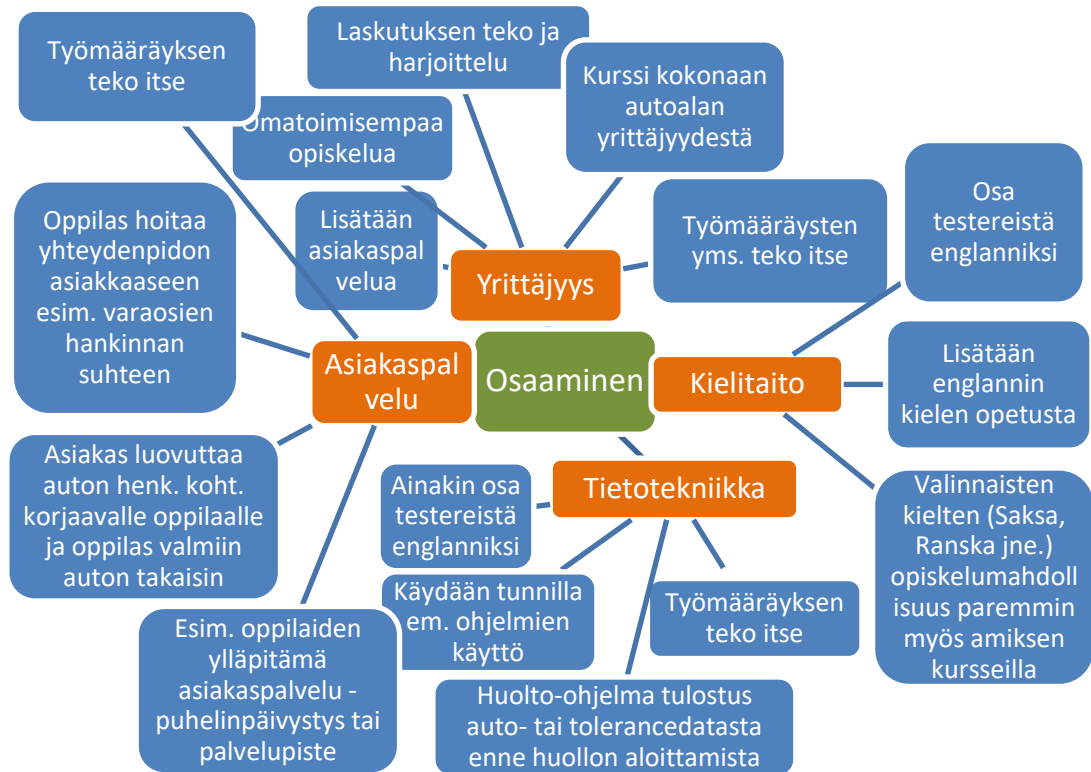 Työmääräyksen
teko itse
Laskutuksen teko ja
harjoittelu
Kurssi kokonaan
autoalan
yrittäjyydestä
Omatoimisempaa
opiskelua
Osa
testereistä
englanniksi
Oppilas hoitaa
yhteydenpidon
asiakkaaseen
esim. varaosien
hankinnan
suhteen
Lisätään
asiakaspal
velua
Työmääräysten
yms. teko itse
Yrittäjyys
Asiakaspal
velu
Osaaminen
Kielitaito
Lisätään
englannin
kielen opetusta
Asiakas luovuttaa
auton henk. koht.
korjaavalle oppilaalle
ja oppilas valmiin
auton takaisin
Ainakin osa
testereistä
englanniksi
Tietotekniikka
Valinnaisten
kielten (Saksa,
Ranska jne.)
opiskelumahdoll
isuus paremmin
myös amiksen
kursseilla
Käydään tunnilla
em. ohjelmien
käyttö
Työmääräyksen
teko itse
Esim. oppilaiden
ylläpitämä
asiakaspalvelu -
puhelinpäivystys tai
palvelupiste
Huolto-ohjelma tulostus
auto- tai tolerancedatasta
enne huollon aloittamista